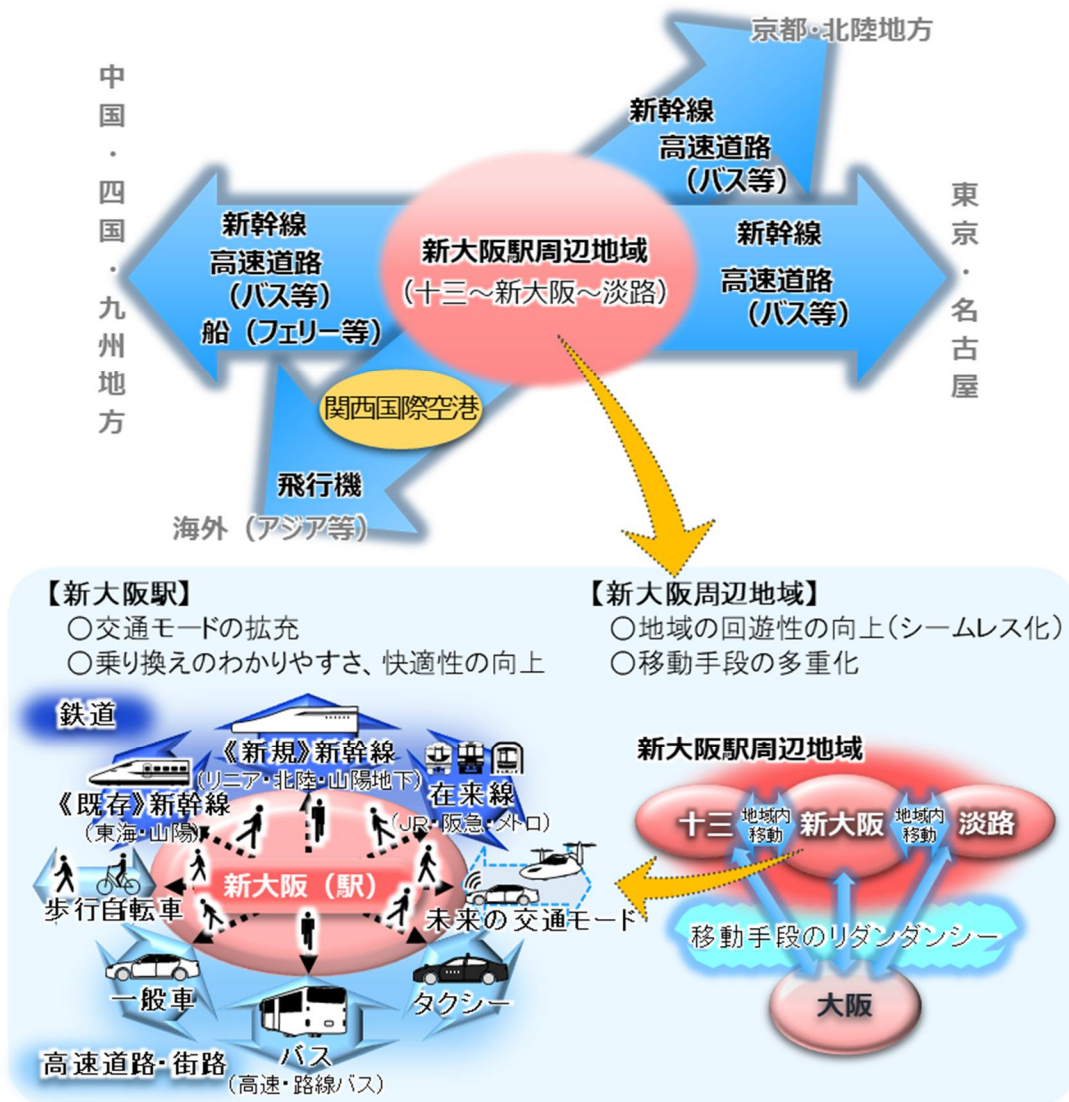 京都・北陸地方
中国・四国・九州地方
新幹線
高速道路
（バス等）
東京・名古屋
新幹線
高速道路
（バス等）
船（フェリー等）
新大阪駅周辺地域
（十三～新大阪～淡路）
新幹線
高速道路
（バス等）
関西国際空港
飛行機
海外（アジア等）
【新大阪駅】
○交通モードの拡充
○乗り換えのわかりやすさ、快適性の向上
【新大阪周辺地域】
○地域の回遊性の向上（シームレス化）
○移動手段の多重化
鉄道
《新規》新幹線
（リニア・北陸・山陽地下）
《既存》新幹線
（東海・山陽）
在来線
（JR・阪急・メトロ）
新大阪（駅）
歩行自転車
未来の交通モード
一般車
タクシー
バス
（高速・路線バス）
高速道路・街路
新大阪駅周辺地域
十三
地域内
移動
新大阪
地域内
移動
淡路
移動手段のリダンダンシー
大阪